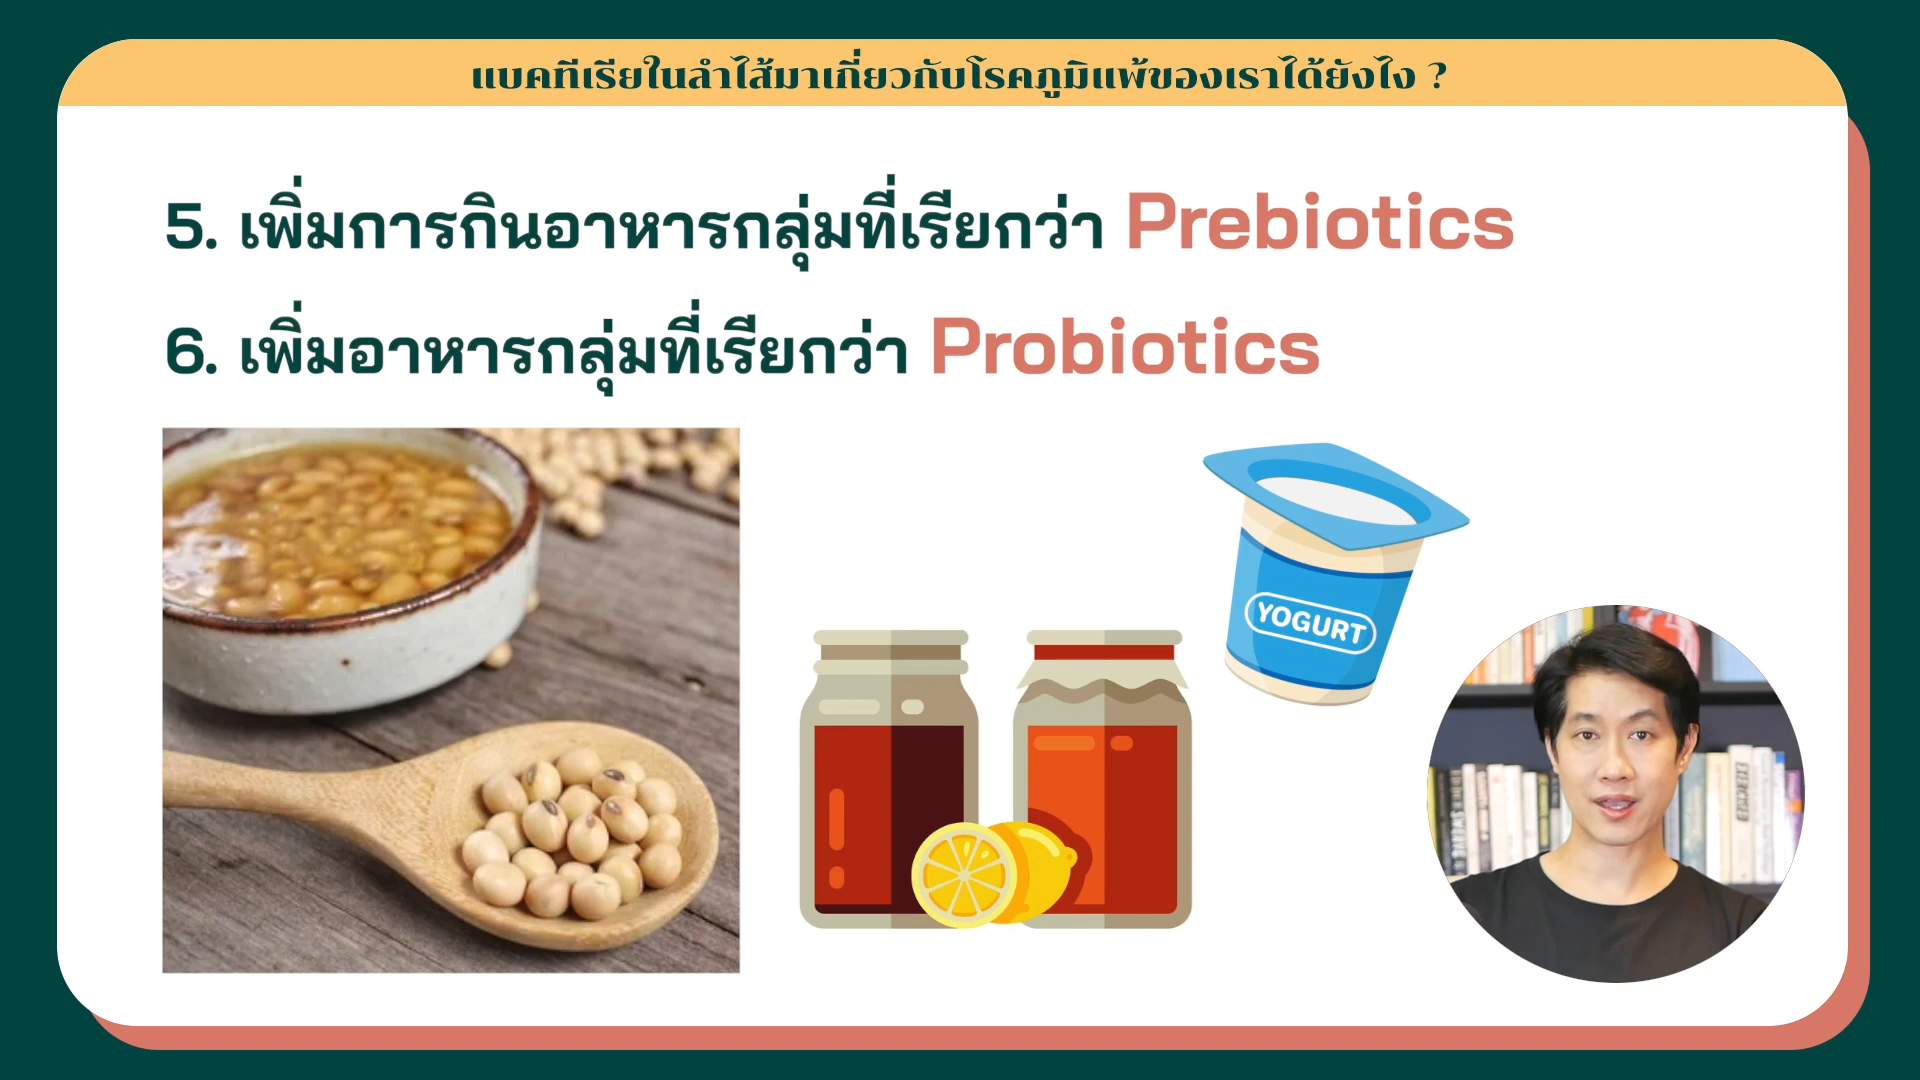 แบคทีเรียในลำไส้มาเกี่ยวกับโรคภูมิแพ้ของเราได้ยังไง ?
5. เพิ่มการกินอาหารกลุ่มที่เรียกว่า Prebiotics
6. เพิ่มอาหารกลุ่มที่เรียกว่า Probiotics
YOGURT